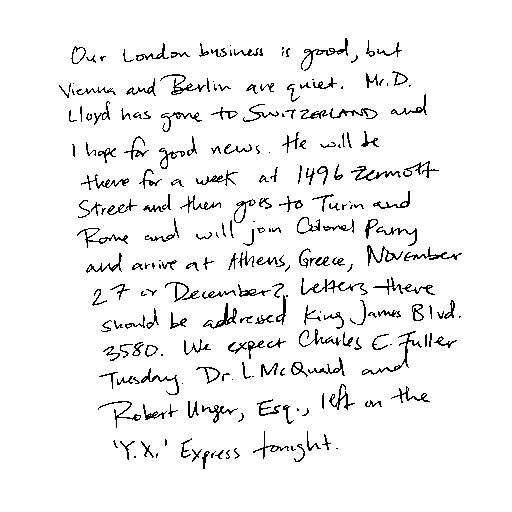 Our London business is good, but
Vienna and Berlin are quiet. Mr. D.
Lloyd has gone to SWITZERLAND and
I hope for good news. He will be
there for a week at 1496 Zermott
Street and then goes to Turin and
Rome and will join Colonel Parry
and arrive at Athens, Greece, November
27 or December 2. Letters there
should be addressed King James Blvd.
3580. We expect Charles E. Fuller
Tuesday. Dr. L McQuaid and
Robert Unger, Esq., left on the
'Y.X.' Express tonight.